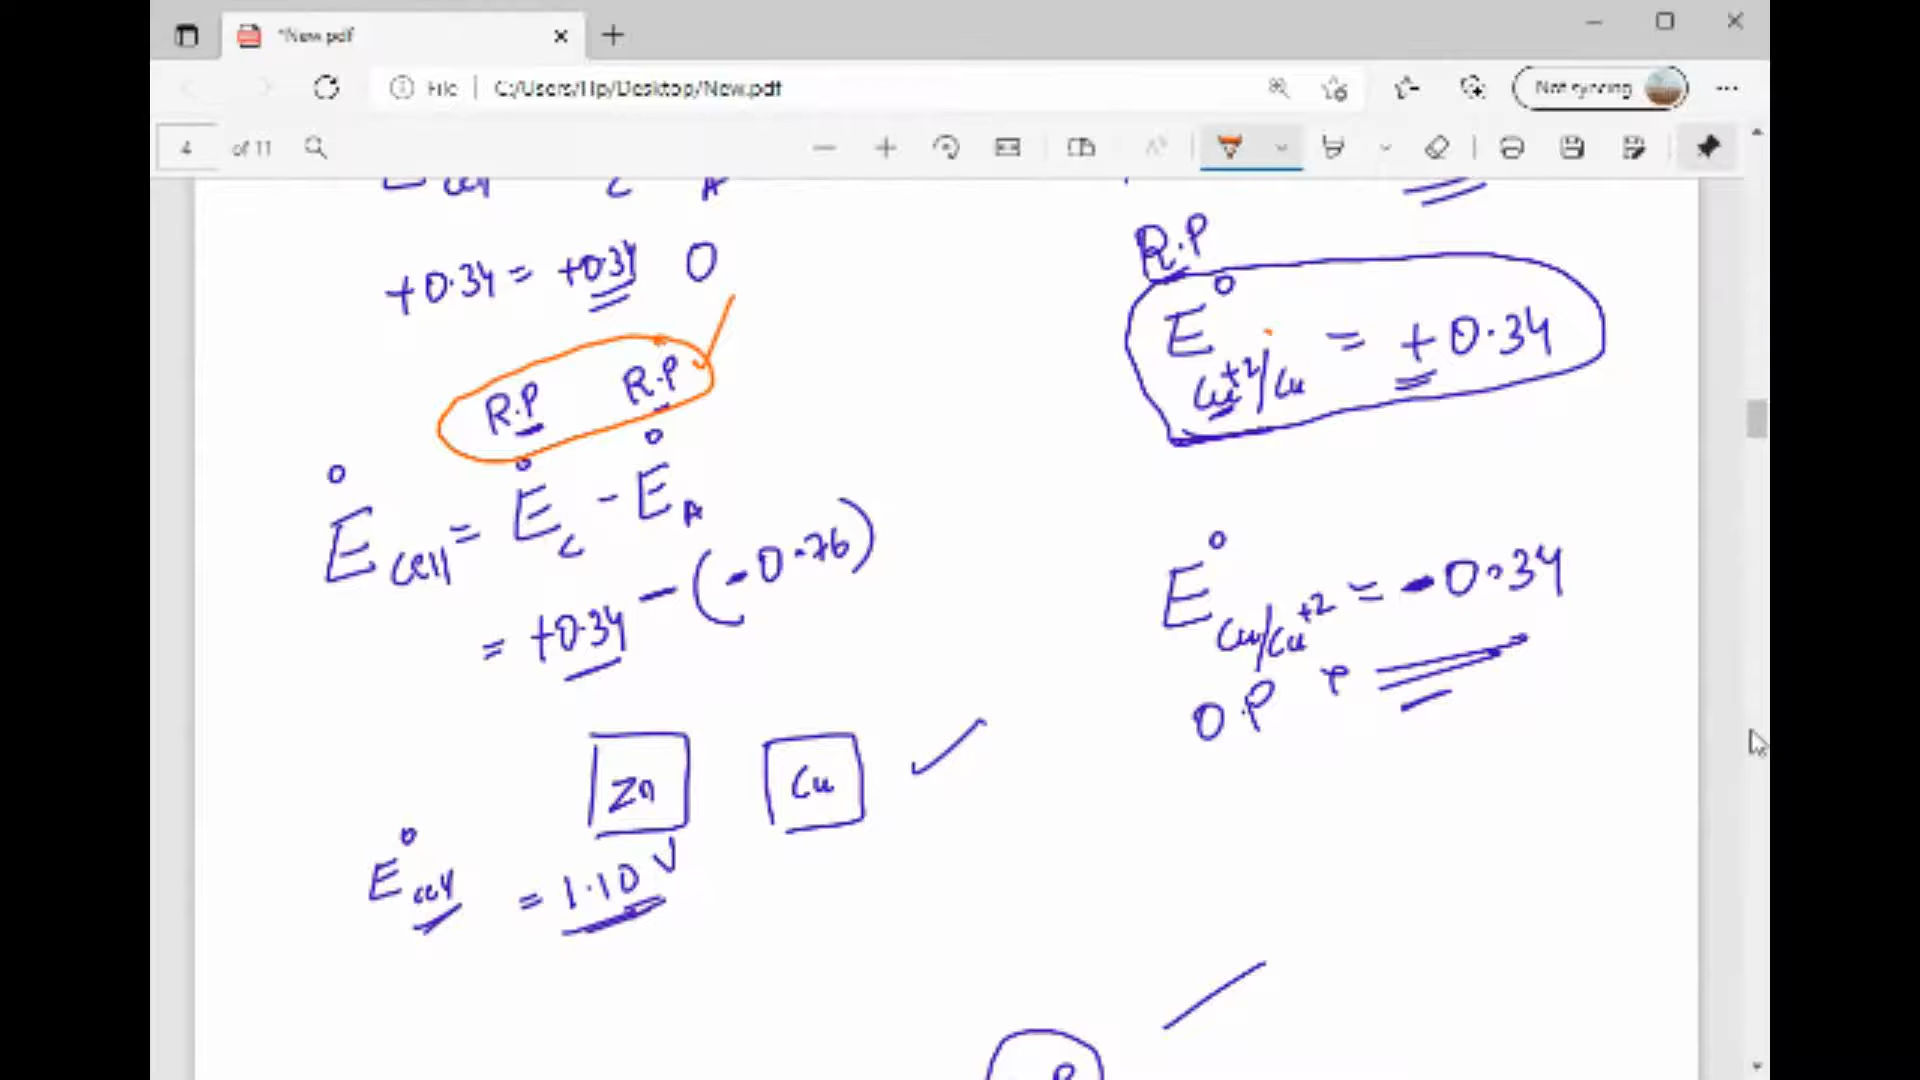 *New.pdf
File | C:/Users/Hp/Desktop/New.pdf
Not syncing
4 of 11
+0.34 = +0.34 0
R.P R.P
E°cell = E°C - E°A
= +0.34 - (-0.76)
Zn Cu
E°cell = 1.10 V
R.P
E°Cu+2/Cu = +0.34
E°Cu/Cu+2 = -0.34
O.P